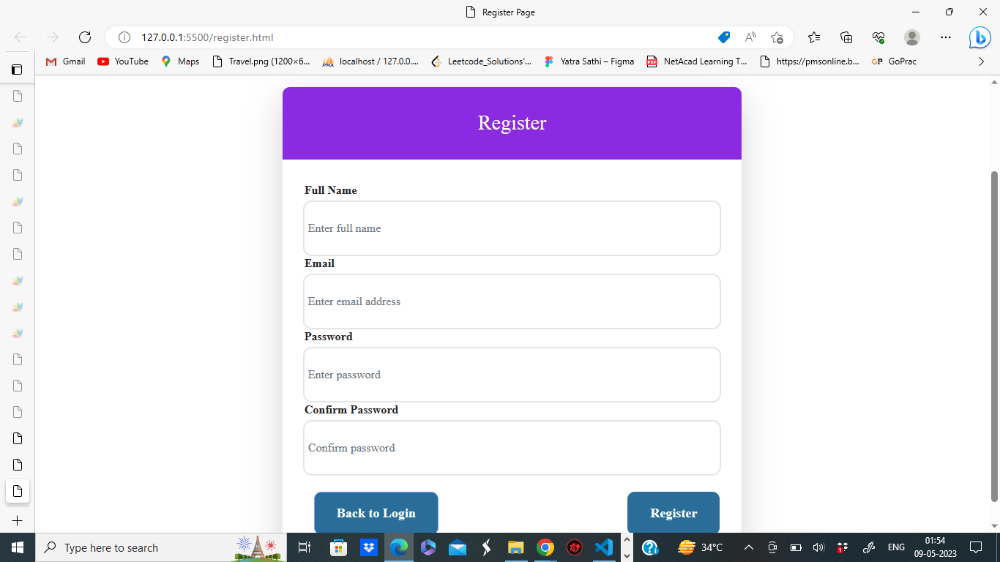 Register Page
127.0.0.1:5500/register.html
Gmail YouTube Maps Travel.png (1200×6... localhost / 127.0.0.... Leetcode_Solutions'... Yatra Sathi – Figma NetAcad Learning T... https://pmsonline.b... GP GoPrac
Register
Full Name
Enter full name
Email
Enter email address
Password
Enter password
Confirm Password
Confirm password
Back to Login Register
Type here to search 34°C ENG 01:54
09-05-2023